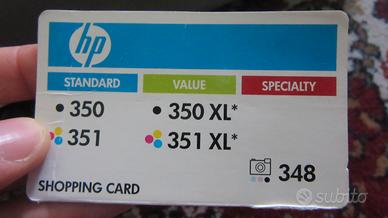 hp
STANDARD VALUE SPECIALTY
350 350 XL*
351 351 XL*
348
SHOPPING CARD
subito